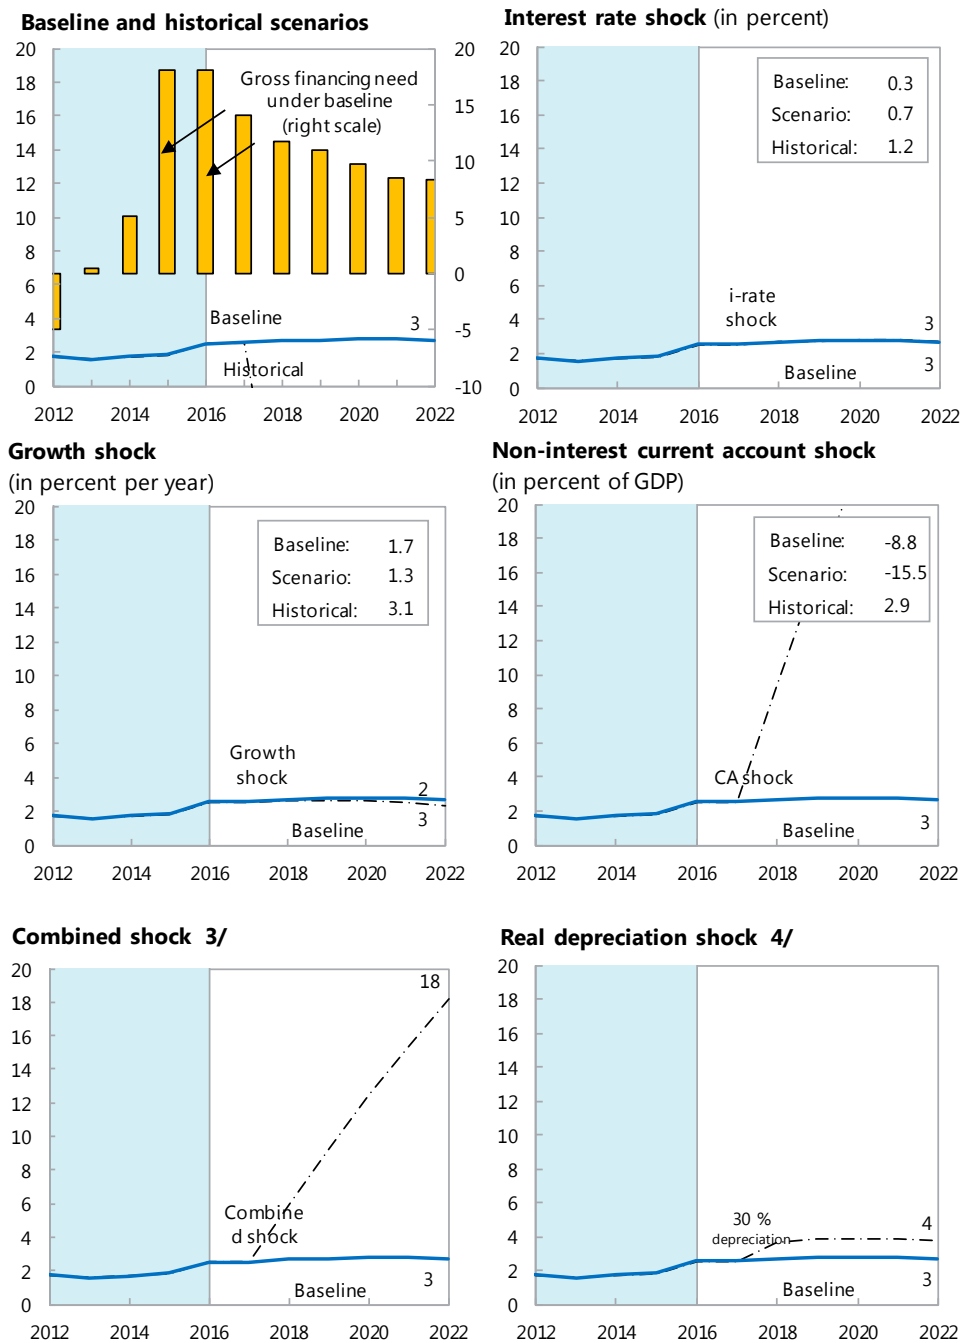 Baseline and historical scenarios
20
18
16
14
12
10
8
6
4
2
0
20
15
10
5
0
-5
-10
Gross financing need
under baseline
(right scale)
Baseline
3
Historical
2012 2014 2016 2018 2020 2022
Interest rate shock (in percent)
20
18
16
14
12
10
8
6
4
2
0
Baseline: 0.3
Scenario: 0.7
Historical: 1.2
i-rate
shock
3
3
Baseline
2012 2014 2016 2018 2020 2022
Growth shock
(in percent per year)
20
18
16
14
12
10
8
6
4
2
0
Baseline: 1.7
Scenario: 1.3
Historical: 3.1
Growth
shock
2
3
Baseline
2012 2014 2016 2018 2020 2022
Non-interest current account shock
(in percent of GDP)
20
18
16
14
12
10
8
6
4
2
0
Baseline: -8.8
Scenario: -15.5
Historical: 2.9
CA shock
3
Baseline
2012 2014 2016 2018 2020 2022
Combined shock 3/
20
18
16
14
12
10
8
6
4
2
0
18
Combine
d shock
3
Baseline
2012 2014 2016 2018 2020 2022
Real depreciation shock 4/
20
18
16
14
12
10
8
6
4
2
0
30 %
depreciation
4
3
Baseline
2012 2014 2016 2018 2020 2022